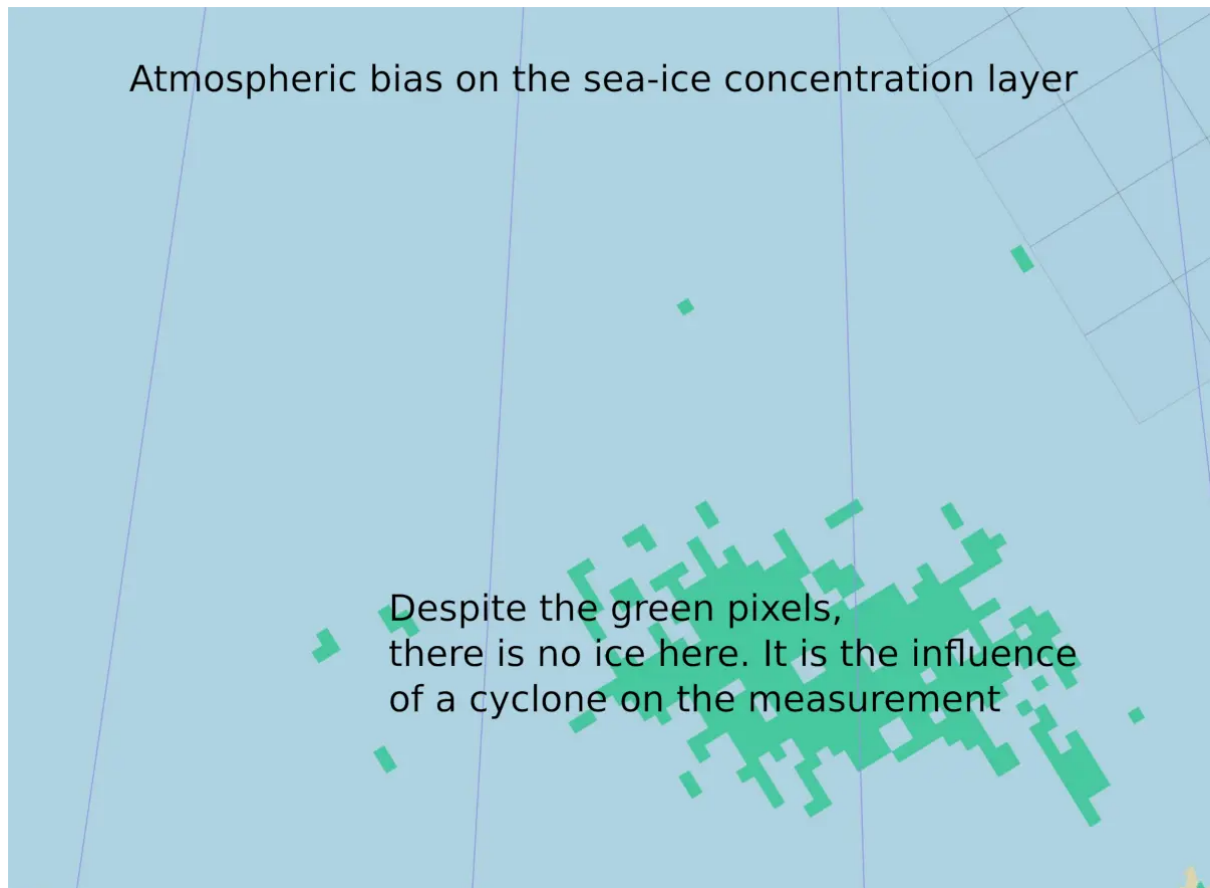 Atmospheric bias on the sea-ice concentration layer
Despite the green pixels,
there is no ice here. It is the influence
of a cyclone on the measurement